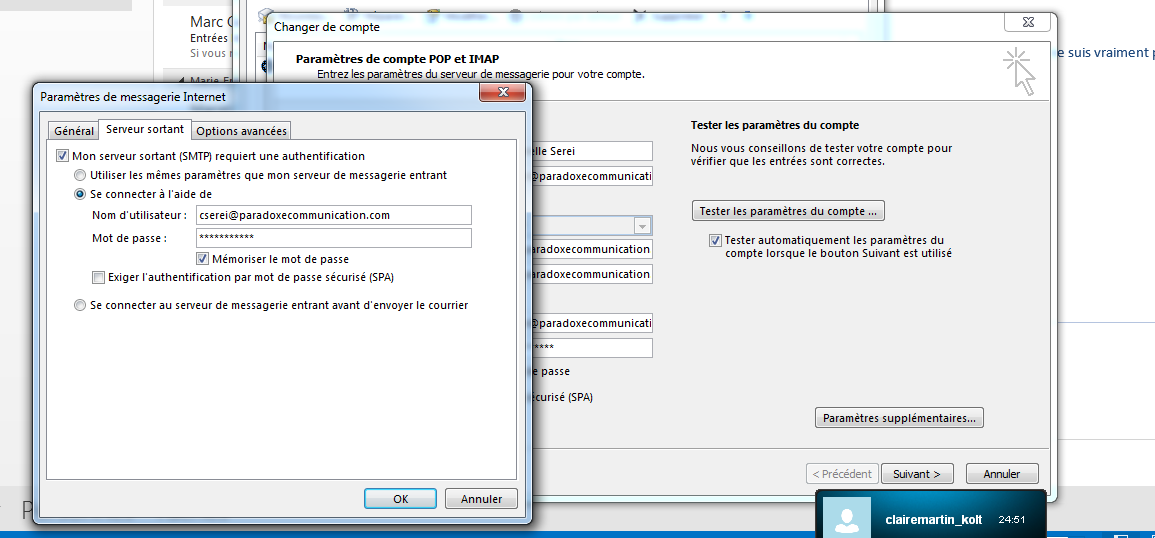 Marc
Entrées
Si vous
Changer de compte
Paramètres de compte POP et IMAP
Entrez les paramètres du serveur de messagerie pour votre compte.
e suis vraiment
Paramètres de messagerie Internet
Général
Serveur sortant
Options avancées
Mon serveur sortant (SMTP) requiert une authentification
Utiliser les mêmes paramètres que mon serveur de messagerie entrant
Se connecter à l'aide de
Nom d'utilisateur :
cserei@paradoxecommunication.com
Mot de passe :
***********
Mémoriser le mot de passe
Exiger l'authentification par mot de passe sécurisé (SPA)
Se connecter au serveur de messagerie entrant avant d'envoyer le courrier
OK
Annuler
elle Serei
@paradoxecommunicati
aradoxecommunication
aradoxecommunication
@paradoxecommunicati
****
e passe
écurisé (SPA)
Tester les paramètres du compte
Nous vous conseillons de tester votre compte pour
vérifier que les entrées sont correctes.
Tester les paramètres du compte ...
Tester automatiquement les paramètres du
compte lorsque le bouton Suivant est utilisé
Paramètres supplémentaires...
< Précédent
Suivant >
Annuler
clairemartin_kolt
24:51